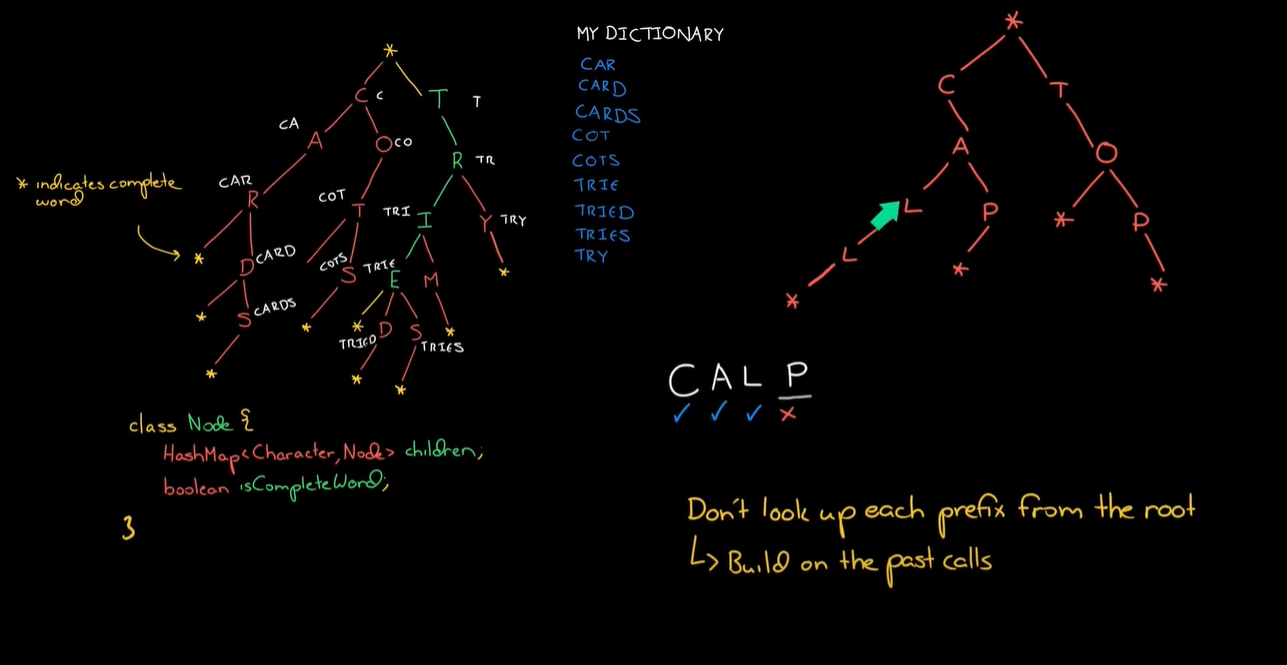 *
C c
T T
CA
A
O CO
R TR
* indicates complete
word
CAR
R
COT
T
TRI I
Y TRY
*
D CARD
COTS
S
TRIE
E
M
*
*
S CARDS
*
*
D
S
*
TRIED
TRIES
*
*
*
class Node {
HashMap<Character, Node> children;
boolean isCompleteWord;
}
MY DICTIONARY
CAR
CARD
CARDS
COT
COTS
TRIE
TRIED
TRIES
TRY
*
C
T
A
O
L
P
*
P
L
*
*
*
C A L P
✓ ✓ ✓ ×
Don't look up each prefix from the root
↳ Build on the past calls